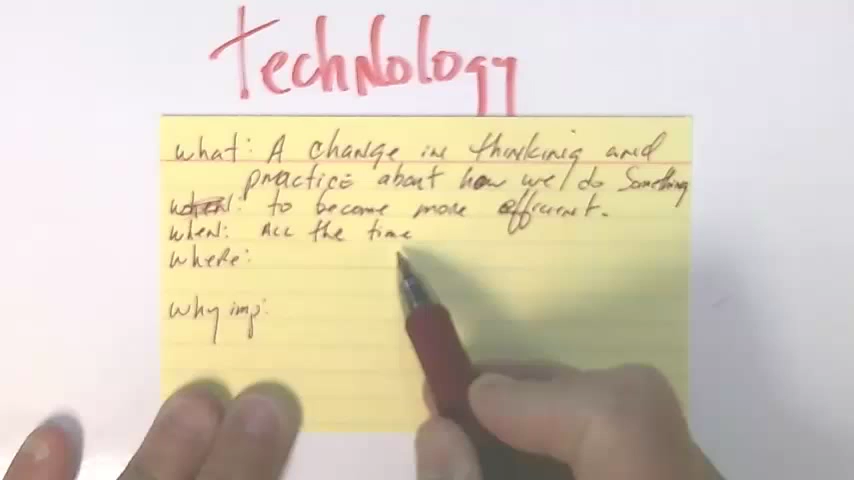 Technology
what: A change in thinking and
practice about how we do something
when: to become more efficient.
when: All the time
where:
why imp: